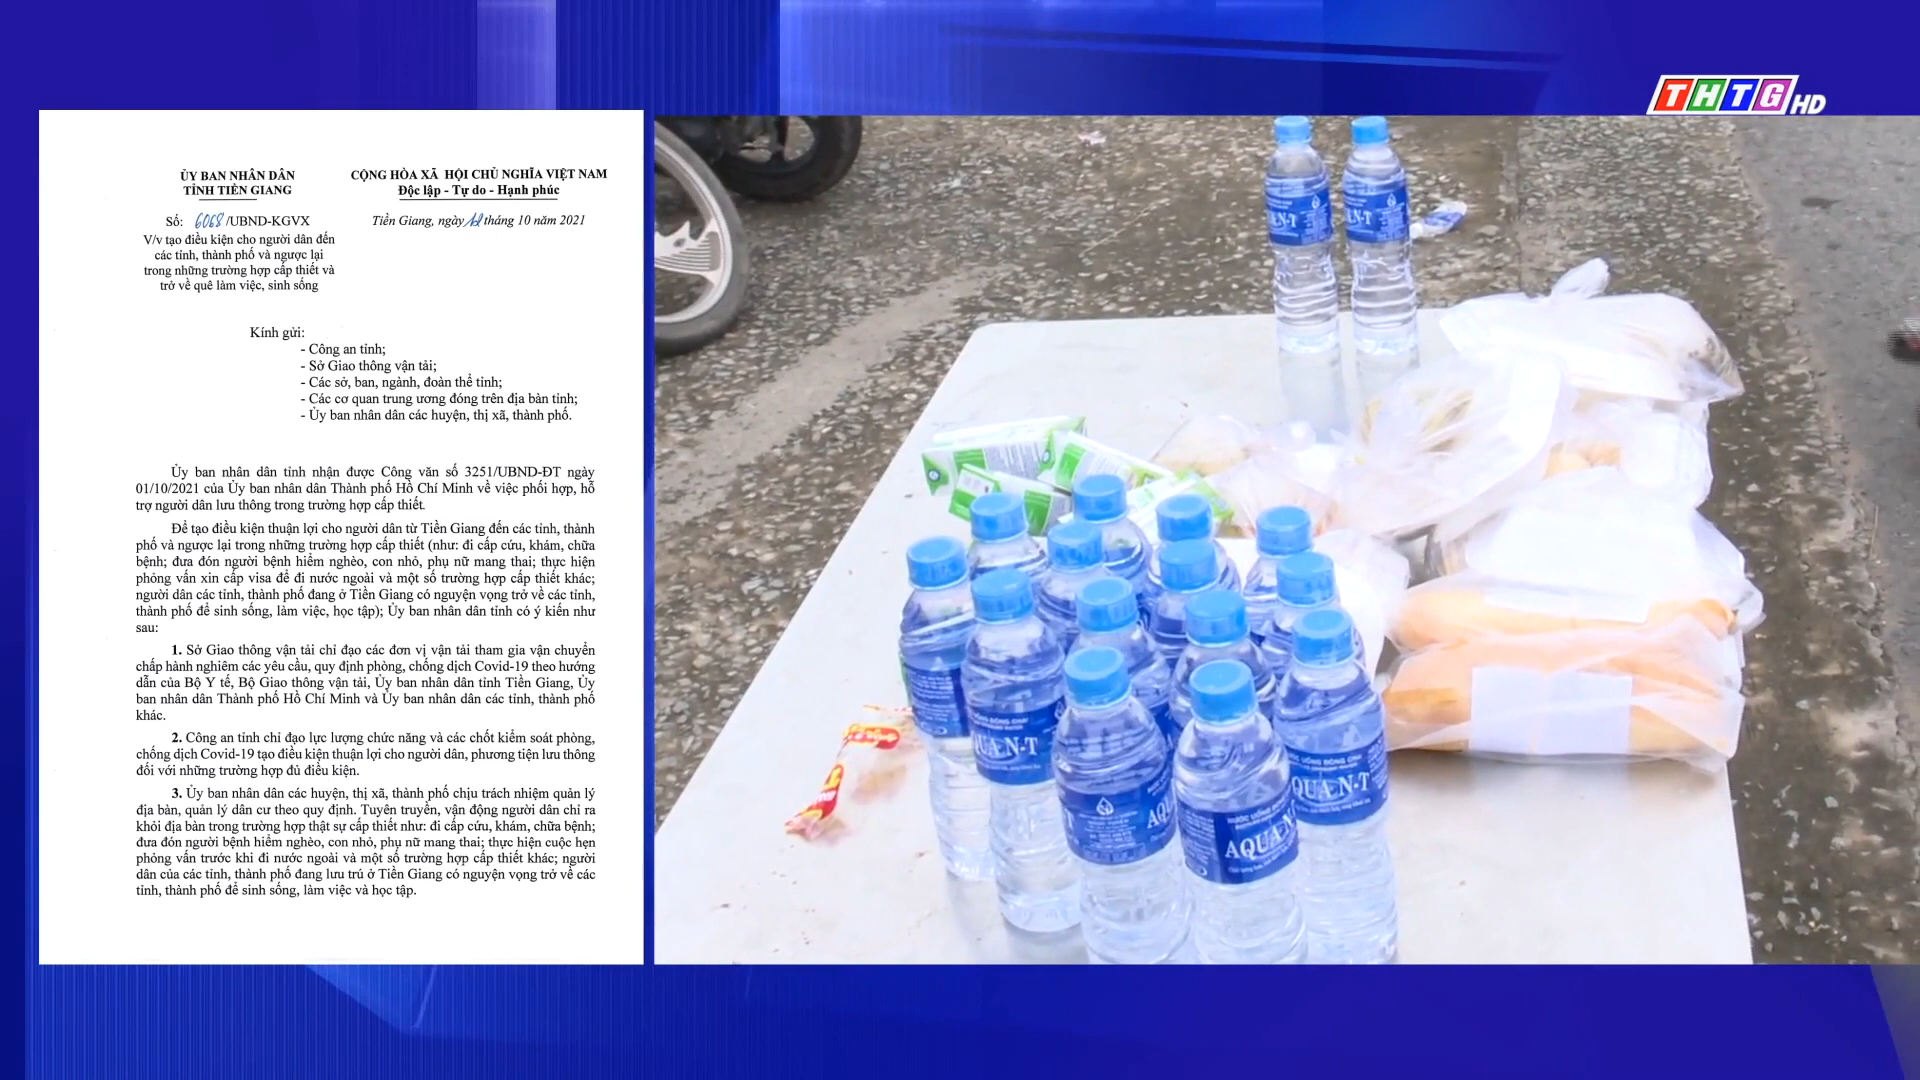 THTG HD
ỦY BAN NHÂN DÂN
TỈNH TIỀN GIANG
CỘNG HÒA XÃ HỘI CHỦ NGHĨA VIỆT NAM
Độc lập - Tự do - Hạnh phúc
Số: 6068/UBND-KGVX
Tiền Giang, ngày tháng 10 năm 2021
V/v tạo điều kiện cho người dân đến
các tỉnh, thành phố và ngược lại
trong những trường hợp cấp thiết và
trở về quê làm việc, sinh sống
Kính gửi:
- Công an tỉnh;
- Sở Giao thông vận tải;
- Các sở, ban, ngành, đoàn thể tỉnh;
- Các cơ quan trung ương đóng trên địa bàn tỉnh;
- Ủy ban nhân dân các huyện, thị xã, thành phố.
Ủy ban nhân dân tỉnh nhận được Công văn số 3251/UBND-ĐT ngày
01/10/2021 của Ủy ban nhân dân Thành phố Hồ Chí Minh về việc phối hợp, hỗ
trợ người dân lưu thông trong trường hợp cấp thiết.
Để tạo điều kiện thuận lợi cho người dân từ Tiền Giang đến các tỉnh, thành
phố và ngược lại trong những trường hợp cấp thiết (như: đi cấp cứu, khám, chữa
bệnh; đưa đón người bệnh hiểm nghèo, con nhỏ, phụ nữ mang thai; thực hiện
phỏng vấn xin cấp visa để đi nước ngoài và một số trường hợp cấp thiết khác;
người dân các tỉnh, thành phố đang ở Tiền Giang có nguyện vọng trở về các tỉnh,
thành phố để sinh sống, làm việc, học tập); Ủy ban nhân dân tỉnh có ý kiến như
sau:
1. Sở Giao thông vận tải chỉ đạo các đơn vị vận tải tham gia vận chuyển
chấp hành nghiêm các yêu cầu, quy định phòng, chống dịch Covid-19 theo hướng
dẫn của Bộ Y tế, Bộ Giao thông vận tải, Ủy ban nhân dân tỉnh Tiền Giang, Ủy
ban nhân dân Thành phố Hồ Chí Minh và Ủy ban nhân dân các tỉnh, thành phố
khác.
2. Công an tỉnh chỉ đạo lực lượng chức năng và các chốt kiểm soát phòng,
chống dịch Covid-19 tạo điều kiện thuận lợi cho người dân, phương tiện lưu thông
đối với những trường hợp đủ điều kiện.
3. Ủy ban nhân dân các huyện, thị xã, thành phố chịu trách nhiệm quản lý
địa bàn, quản lý dân cư theo quy định. Tuyên truyền, vận động người dân chỉ ra
khỏi địa bàn trong trường hợp thật sự cấp thiết như: đi cấp cứu, khám, chữa bệnh;
đưa đón người bệnh hiểm nghèo, con nhỏ, phụ nữ mang thai; thực hiện cuộc hẹn
phỏng vấn trước khi đi nước ngoài và một số trường hợp cấp thiết khác; người
dân của các tỉnh, thành phố đang lưu trú ở Tiền Giang có nguyện vọng trở về các
tỉnh, thành phố để sinh sống, làm việc và học tập.
AQUA N-T
AQUA N-T
AQUA N-T